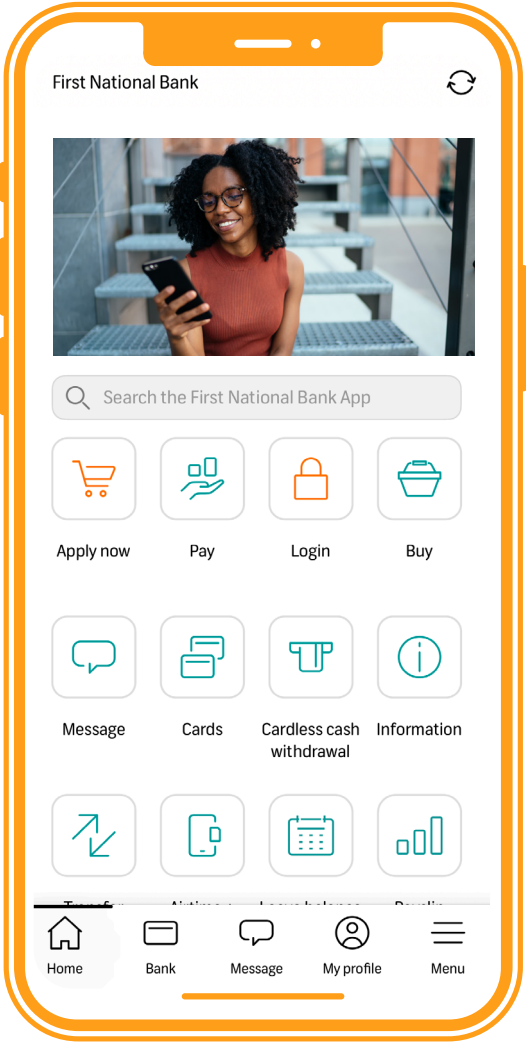 First National Bank
Search the First National Bank App
Apply now
Pay
Login
Buy
Message
Cards
Cardless cash
withdrawal
Information
Home
Bank
Message
My profile
Menu